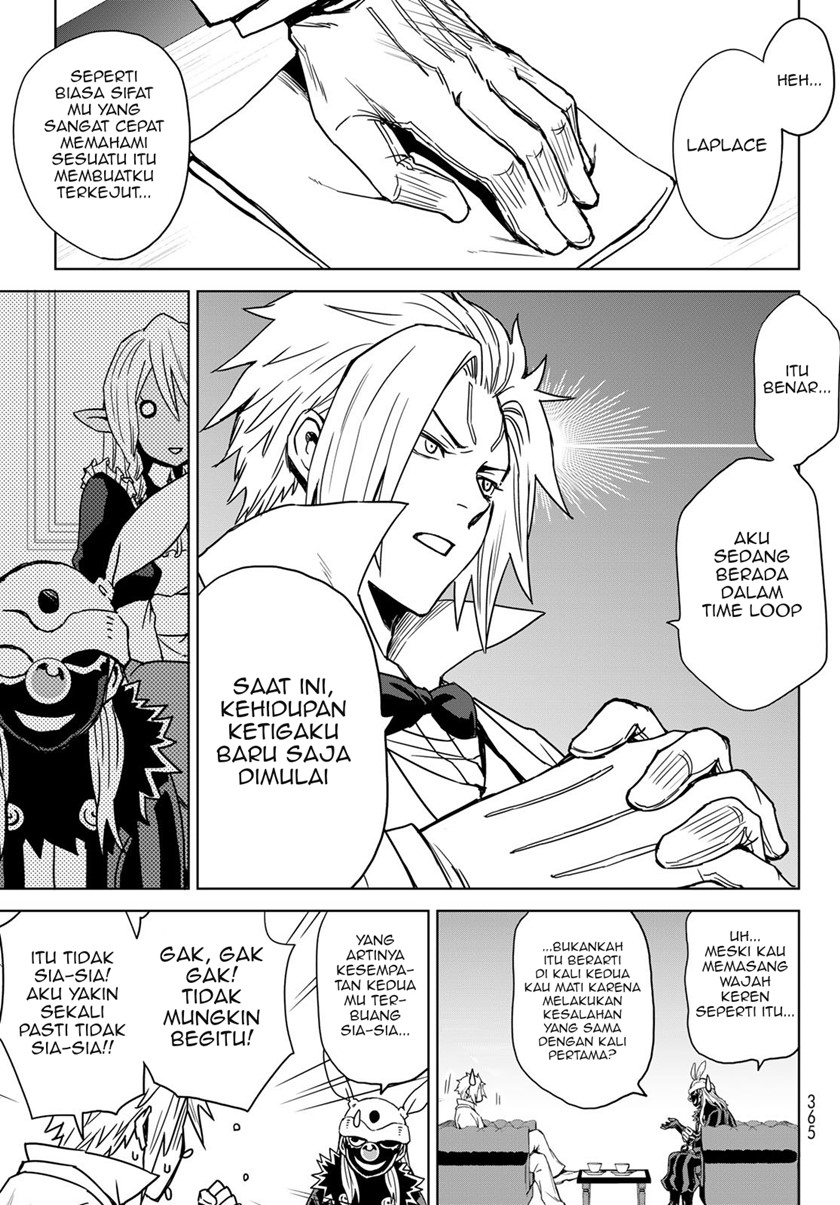 HEH...
LAPLACE
SEPERTI
BIASA SIFAT
MU YANG
SANGAT CEPAT
MEMAHAMI
SESUATU ITU
MEMBUATKU
TERKEJUT...
ITU
BENAR...
AKU
SEDANG
BERADA
DALAM
TIME LOOP
SAAT INI,
KEHIDUPAN
KETIGAKU
BARU SAJA
DIMULAI
UH...
MESKI KAU
MEMASANG
WAJAH
KEREN
SEPERTI ITU...
...BUKANKAH
ITU BERARTI
DI KALI KEDUA
KAU MATI KARENA
MELAKUKAN
KESALAHAN
YANG SAMA
DENGAN KALI
PERTAMA?
YANG
ARTINYA
KESEMPA-
TAN KEDUA
MU TER-
BUANG
SIA-SIA...
GAK, GAK
GAK!
TIDAK
MUNGKIN
BEGITU!
ITU TIDAK
SIA-SIA!
AKU YAKIN
SEKALI
PASTI TIDAK
SIA-SIA!!
365